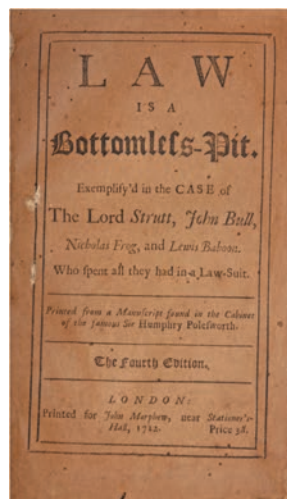 LAW
IS A
Bottomleſs-Pit.
Exemplify'd in the CASE of
The Lord Strutt, John Bull,
Nicholas Frog, and Lewis Baboon.
Who spent all they had in a Law-Suit.
Printed from a Manuscript found in the Cabinet
of the famous Sir Humphry Polesworth.
The Fourth Edition.
LONDON:
Printed for John Morphew, near Stationer's-
Hall, 1712. Price 3d.